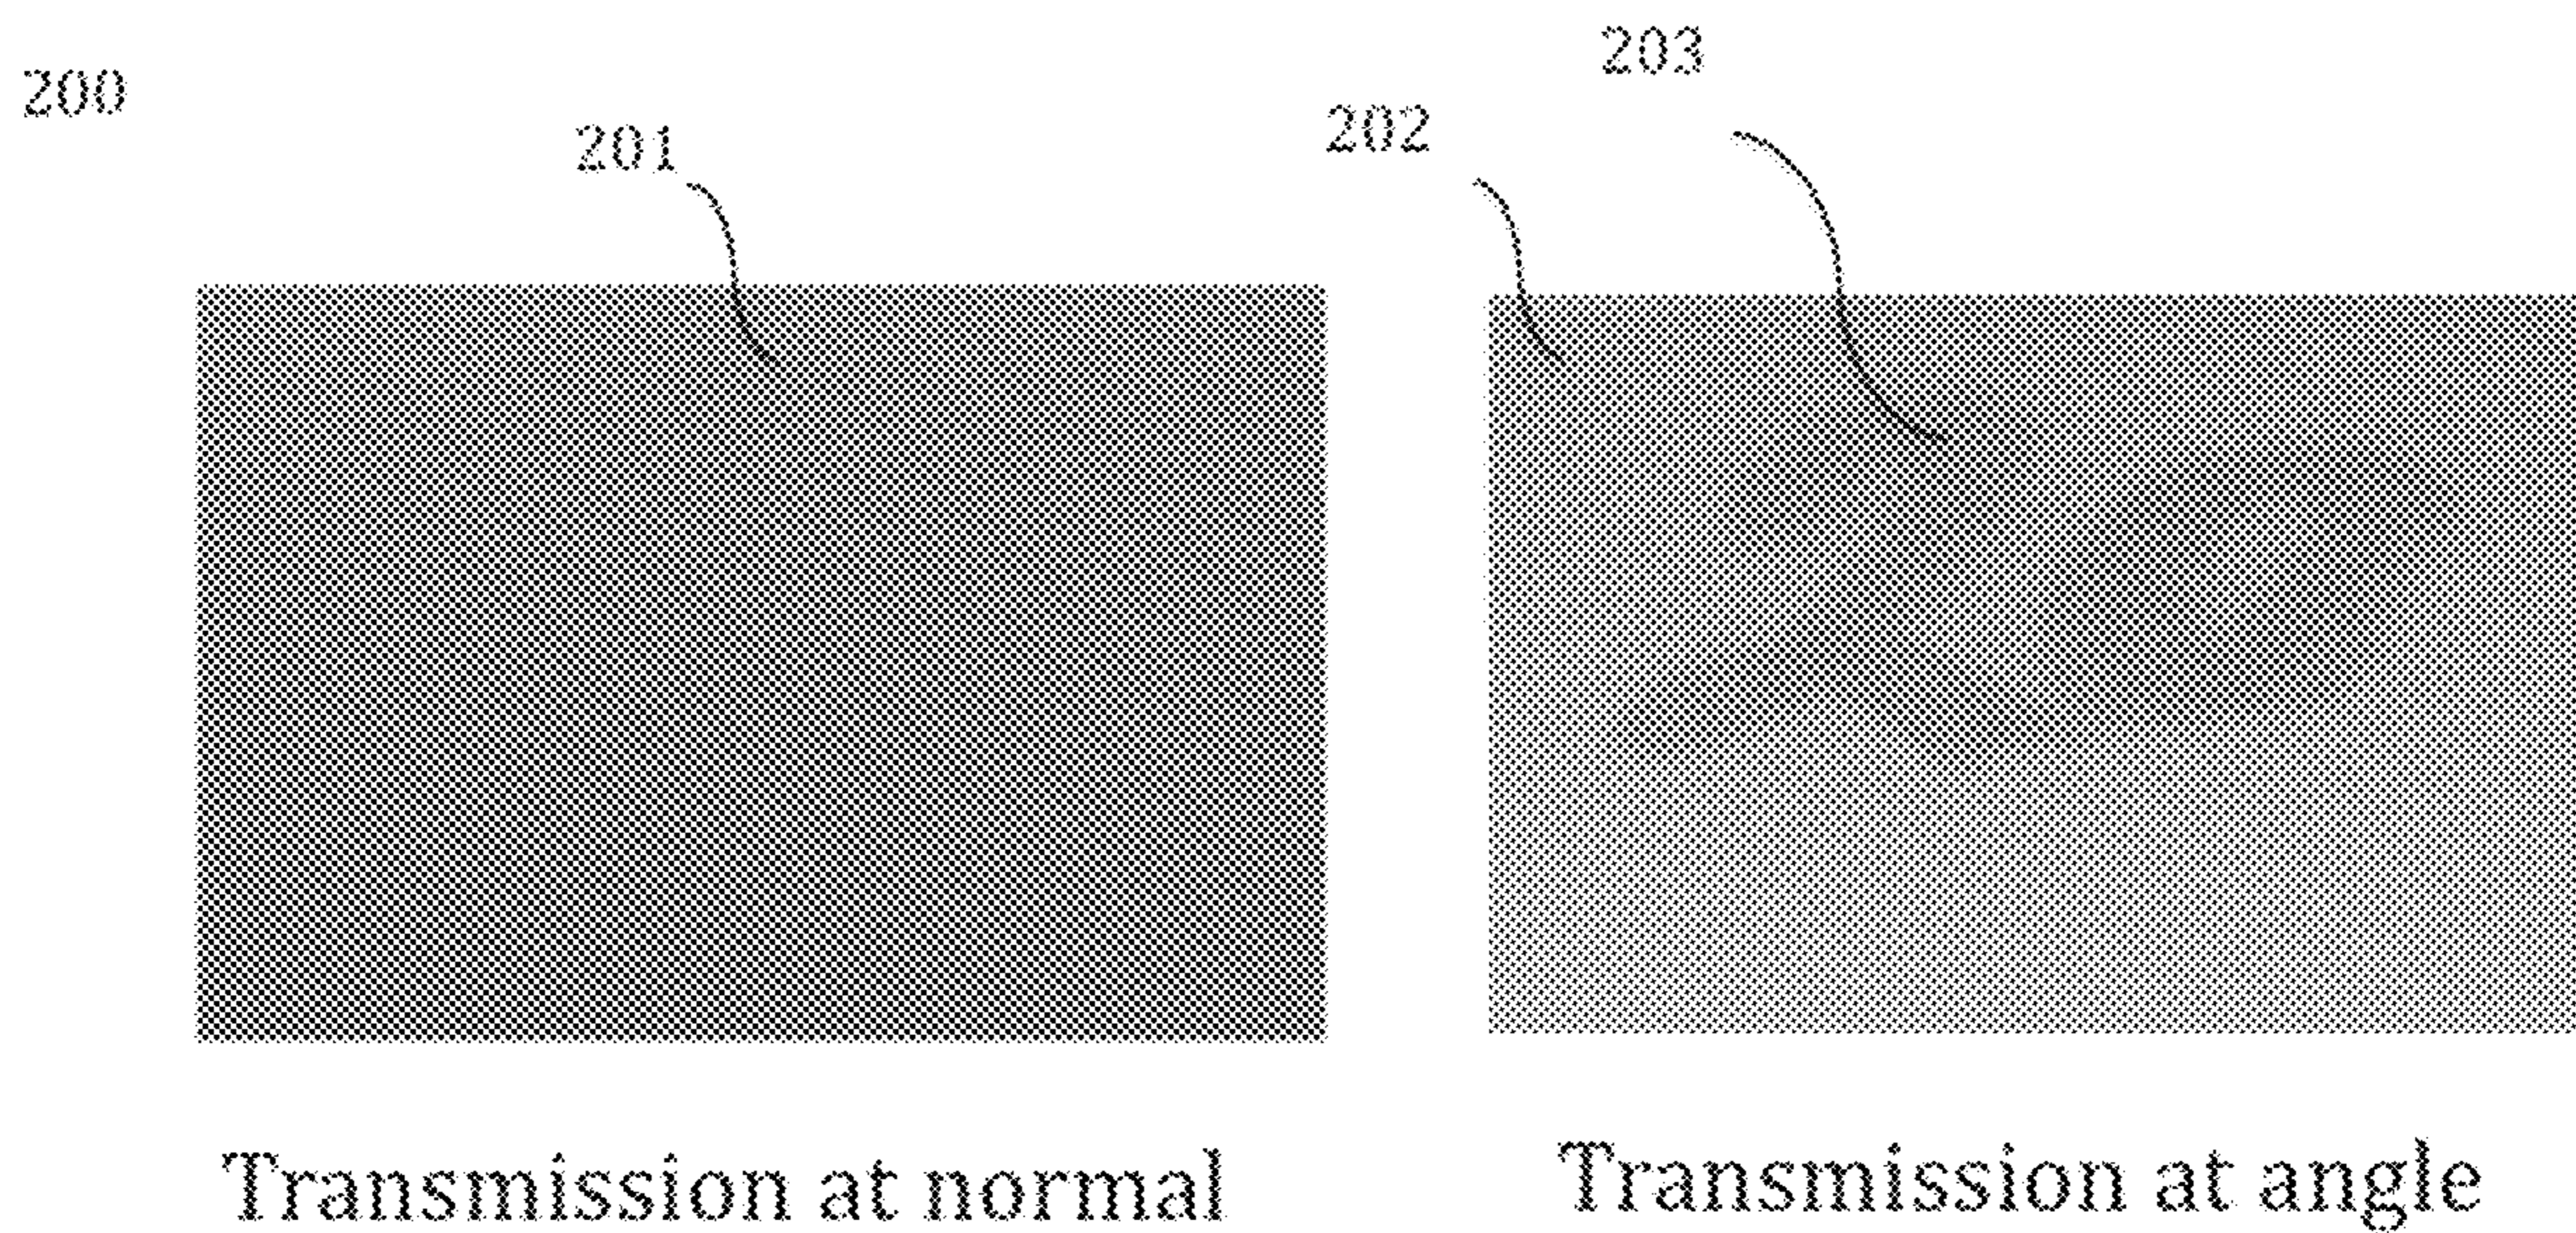 200
201
202
203
Transmission at normal
Transmission at angle